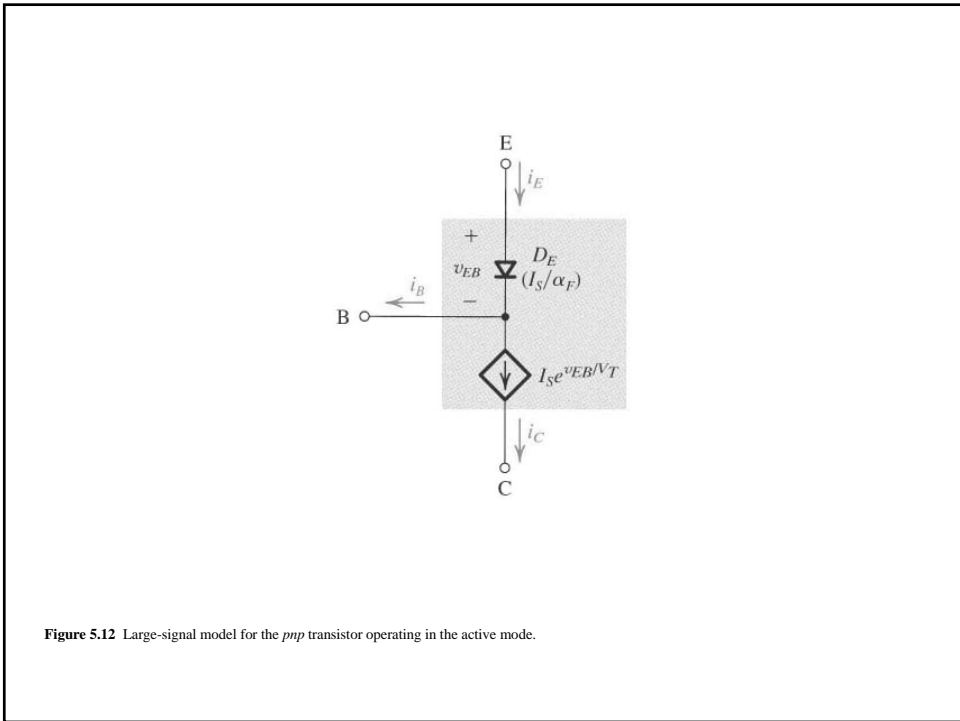 E
i_E
+
v_EB
D_E
(I_S/α_F)
i_B
−
B
I_S e^{v_EB/V_T}
i_C
C
Figure 5.12 Large-signal model for the pnp transistor operating in the active mode.